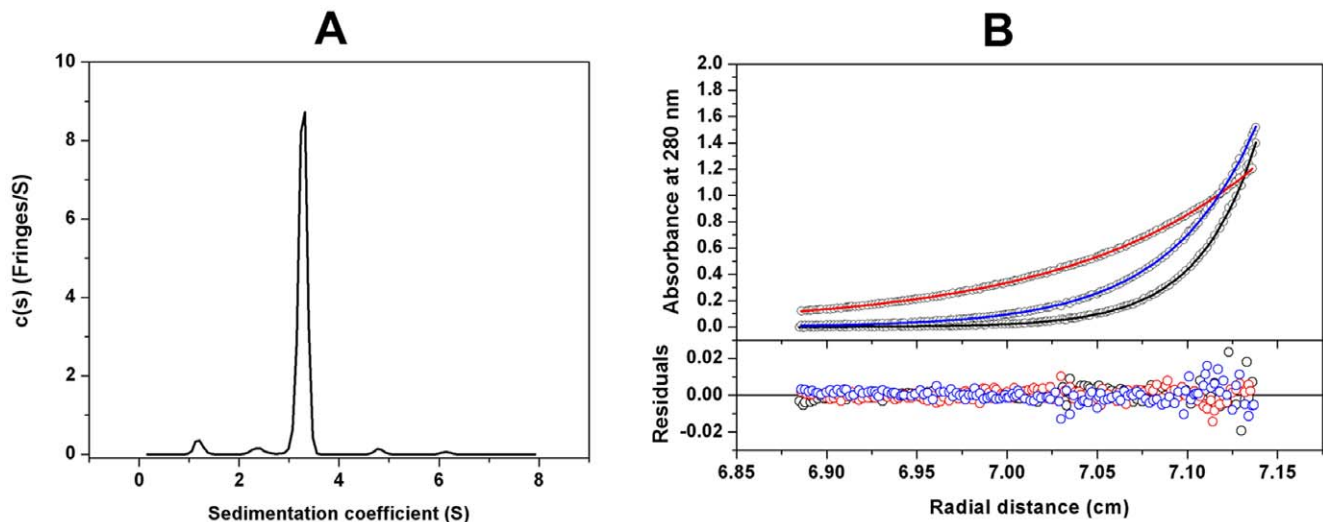 A
B
c(s) (Fringes/S)
10
8
6
4
2
0
0 2 4 6 8
Sedimentation coefficient (S)
Absorbance at 280 nm
2.0
1.8
1.6
1.4
1.2
1.0
0.8
0.6
0.4
0.2
0.0
Residuals
0.02
0.00
-0.02
6.85 6.90 6.95 7.00 7.05 7.10 7.15
Radial distance (cm)